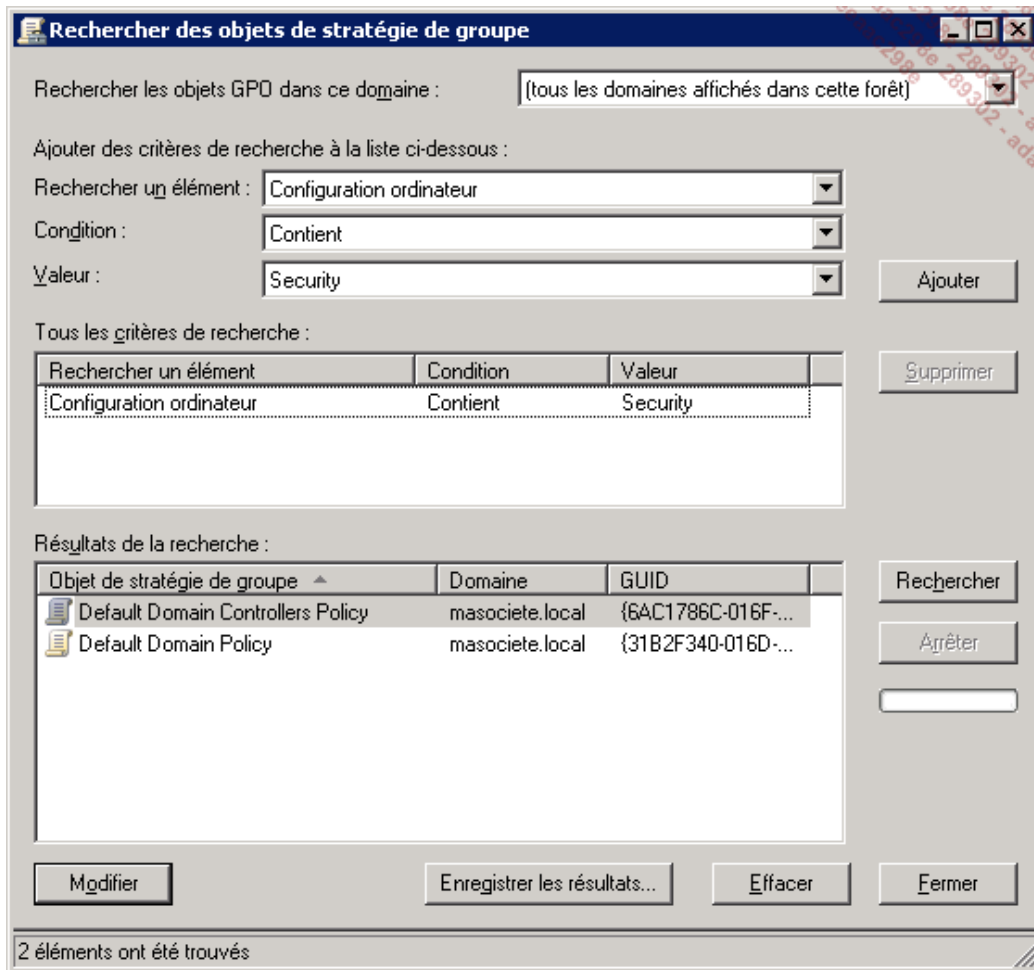 Rechercher des objets de stratégie de groupe
Rechercher les objets GPO dans ce domaine : (tous les domaines affichés dans cette forêt)
Ajouter des critères de recherche à la liste ci-dessous :
Rechercher un élément : Configuration ordinateur
Condition : Contient
Valeur : Security Ajouter
Tous les critères de recherche :
Rechercher un élément Condition Valeur Supprimer
Configuration ordinateur Contient Security
Résultats de la recherche :
Objet de stratégie de groupe Domaine GUID Rechercher
Default Domain Controllers Policy masociete.local {6AC1786C-016F-...
Default Domain Policy masociete.local {31B2F340-016D-... Arrêter
Modifier Enregistrer les résultats... Effacer Fermer
2 éléments ont été trouvés